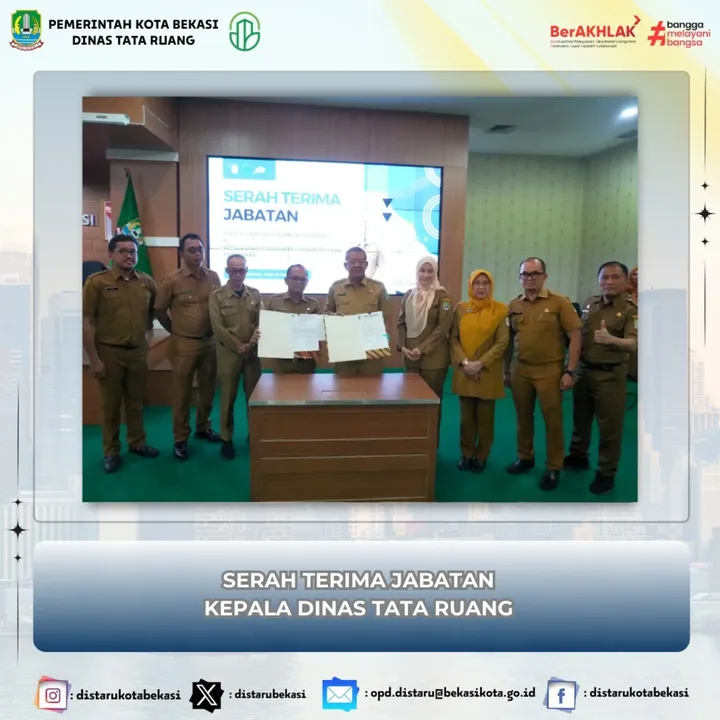 PEMERINTAH KOTA BEKASI
DINAS TATA RUANG
BerAKHLAK
#bangga
melayani
bangsa
SERAH TERIMA
JABATAN
SERAH TERIMA JABATAN
KEPALA DINAS TATA RUANG
: distarukotabekasi
: distarubekasi
: opd.distaru@bekasikota.go.id
: distarukotabekasi